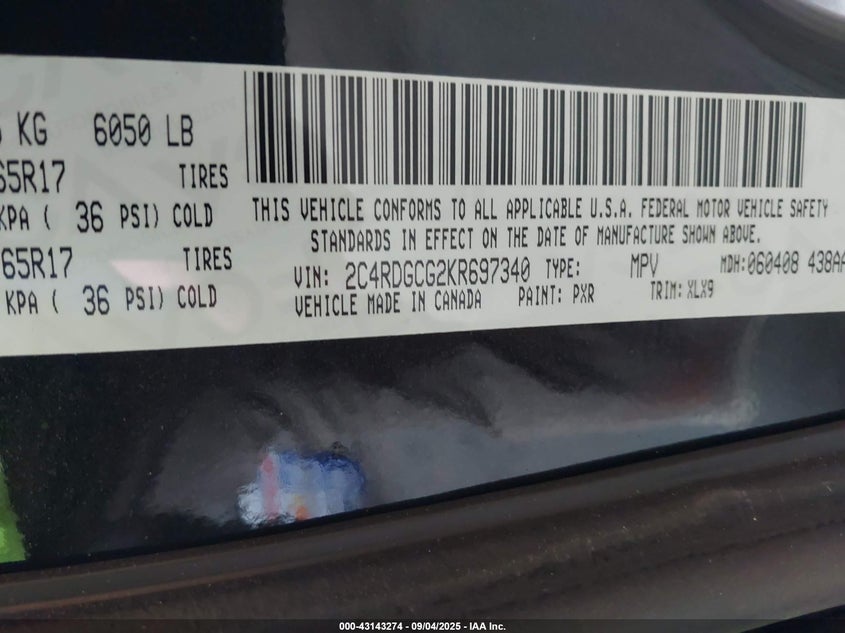 KG 6050 LB
65R17 TIRES
KPA ( 36 PSI) COLD
65R17 TIRES
KPA ( 36 PSI) COLD
THIS VEHICLE CONFORMS TO ALL APPLICABLE U.S.A. FEDERAL MOTOR VEHICLE SAFETY
STANDARDS IN EFFECT ON THE DATE OF MANUFACTURE SHOWN ABOVE.
VIN: 2C4RDGCG2KR697340 TYPE: MPV MDH:060408 438AA
VEHICLE MADE IN CANADA PAINT: PXR TRIM: XLX9
000-43143274 - 09/04/2025 - IAA Inc.